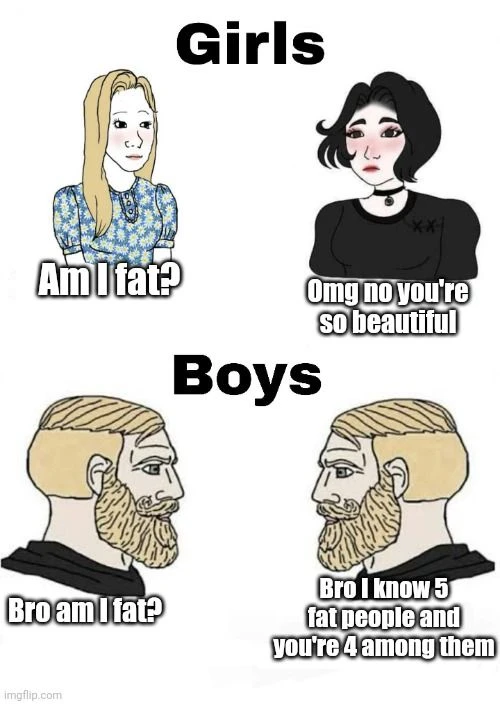 Girls
Am I fat?
Omg no you're
so beautiful
Boys
Bro am I fat?
Bro I know 5
fat people and
you're 4 among them
imgflip.com